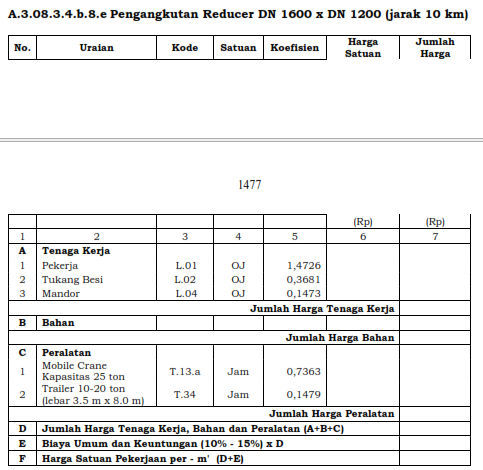 A.3.08.3.4.b.8.e Pengangkutan Reducer DN 1600 x DN 1200 (jarak 10 km)
No. Uraian Kode Satuan Koefisien Harga Satuan Jumlah Harga
1477
(Rp) (Rp)
1 2 3 4 5 6 7
A Tenaga Kerja
1 Pekerja L.01 OJ 1,4726
2 Tukang Besi L.02 OJ 0,3681
3 Mandor L.04 OJ 0,1473
Jumlah Harga Tenaga Kerja
B Bahan
Jumlah Harga Bahan
C Peralatan
1 Mobile Crane Kapasitas 25 ton T.13.a Jam 0,7363
2 Trailer 10-20 ton (lebar 3.5 m x 8.0 m) T.34 Jam 0,1479
Jumlah Harga Peralatan
D Jumlah Harga Tenaga Kerja, Bahan dan Peralatan (A+B+C)
E Biaya Umum dan Keuntungan (10% - 15%) x D
F Harga Satuan Pekerjaan per - m' (D+E)